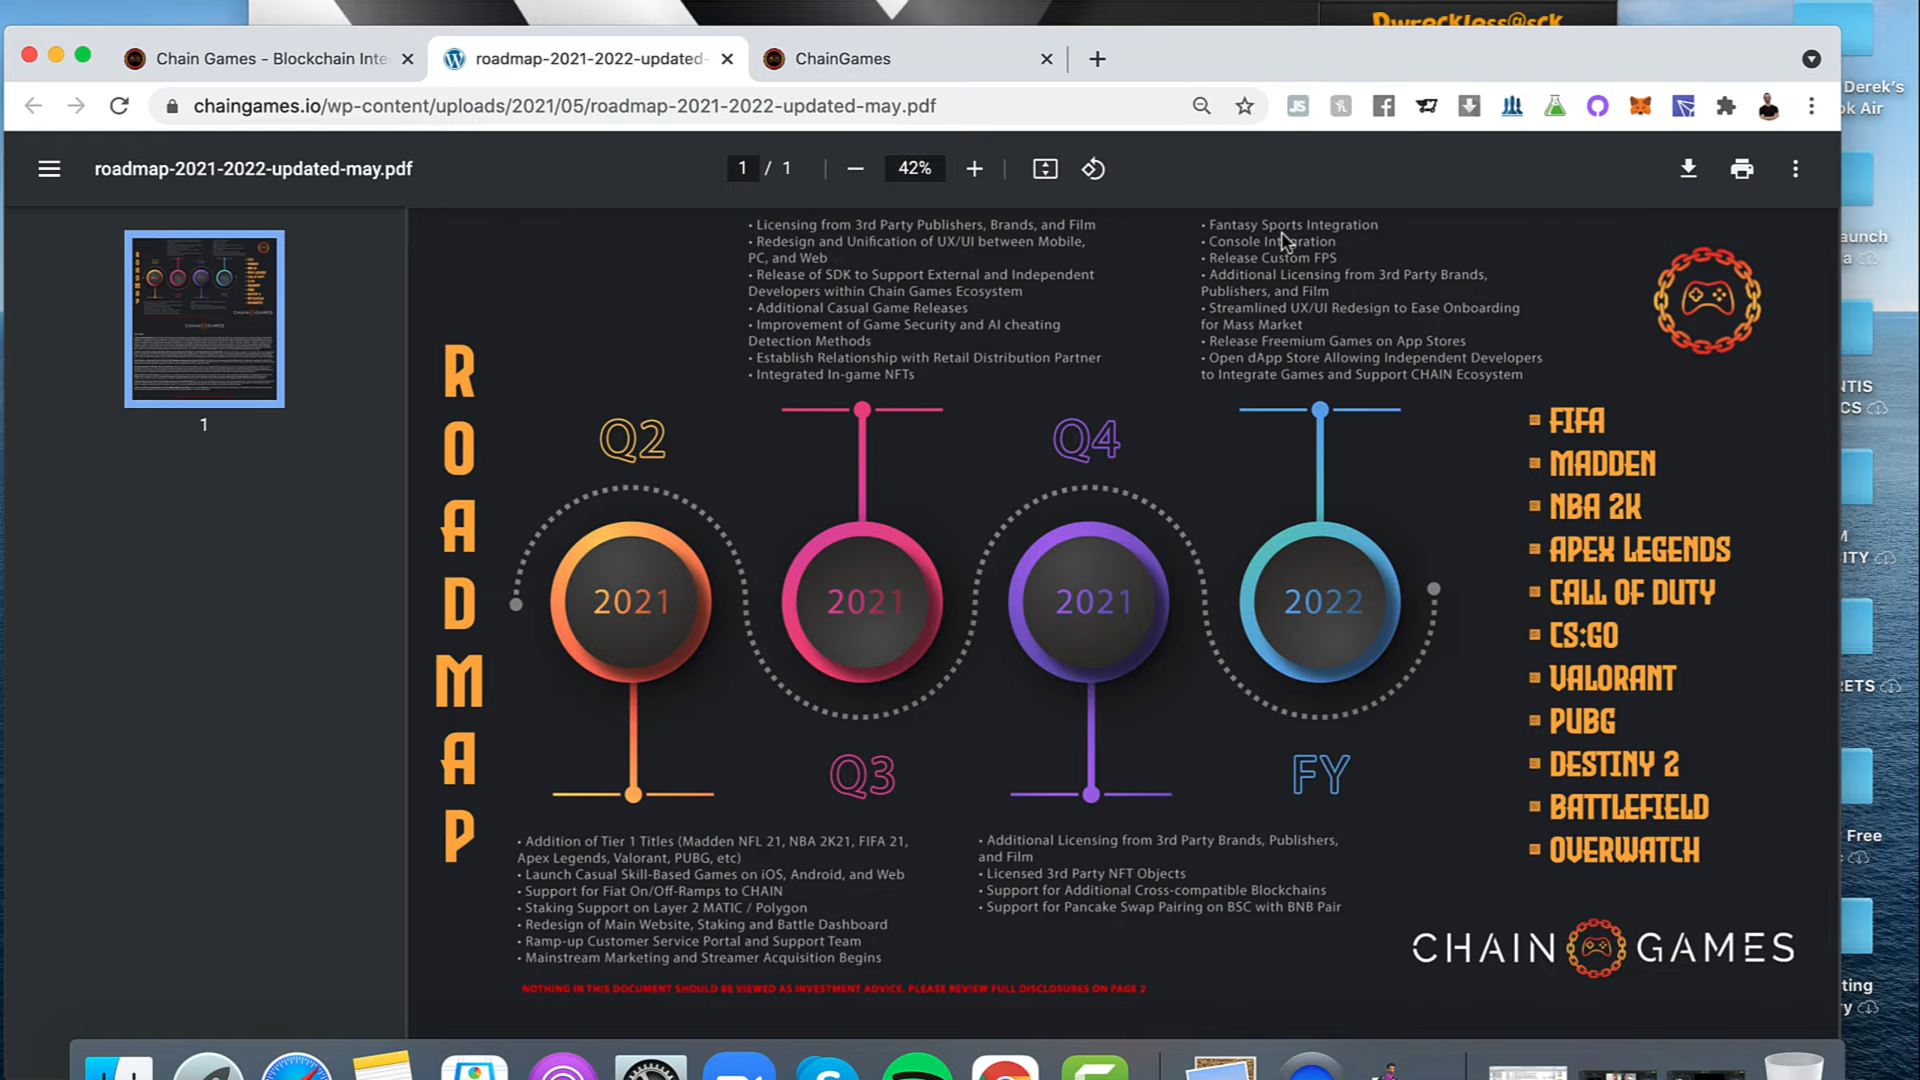 Dwreckless@sck
Chain Games - Blockchain Inte
roadmap-2021-2022-updated-
ChainGames
Derek's
ok Air
chaingames.io/wp-content/uploads/2021/05/roadmap-2021-2022-updated-may.pdf
roadmap-2021-2022-updated-may.pdf
1 / 1
42%
1
ROADMAP
• Licensing from 3rd Party Publishers, Brands, and Film
• Redesign and Unification of UX/UI between Mobile,
PC, and Web
• Release of SDK to Support External and Independent
Developers within Chain Games Ecosystem
• Additional Casual Game Releases
• Improvement of Game Security and AI cheating
Detection Methods
• Establish Relationship with Retail Distribution Partner
• Integrated In-game NFTs
• Fantasy Sports Integration
• Console Integration
• Release Custom FPS
• Additional Licensing from 3rd Party Brands,
Publishers, and Film
• Streamlined UX/UI Redesign to Ease Onboarding
for Mass Market
• Release Freemium Games on App Stores
• Open dApp Store Allowing Independent Developers
to Integrate Games and Support CHAIN Ecosystem
Q2
Q4
2021
2021
2021
2022
Q3
FY
• Addition of Tier 1 Titles (Madden NFL 21, NBA 2K21, FIFA 21,
Apex Legends, Valorant, PUBG, etc)
• Launch Casual Skill-Based Games on iOS, Android, and Web
• Support for Fiat On/Off-Ramps to CHAIN
• Staking Support on Layer 2 MATIC / Polygon
• Redesign of Main Website, Staking and Battle Dashboard
• Ramp-up Customer Service Portal and Support Team
• Mainstream Marketing and Streamer Acquisition Begins
• Additional Licensing from 3rd Party Brands, Publishers,
and Film
• Licensed 3rd Party NFT Objects
• Support for Additional Cross-compatible Blockchains
• Support for Pancake Swap Pairing on BSC with BNB Pair
NOTHING IN THIS DOCUMENT SHOULD BE VIEWED AS INVESTMENT ADVICE. PLEASE REVIEW FULL DISCLOSURES ON PAGE 2
FIFA
MADDEN
NBA 2K
APEX LEGENDS
CALL OF DUTY
CS:GO
VALORANT
PUBG
DESTINY 2
BATTLEFIELD
OVERWATCH
CHAIN GAMES
aunch
a
NTIS
CS
M
ITY
RETS
Free
ting
y